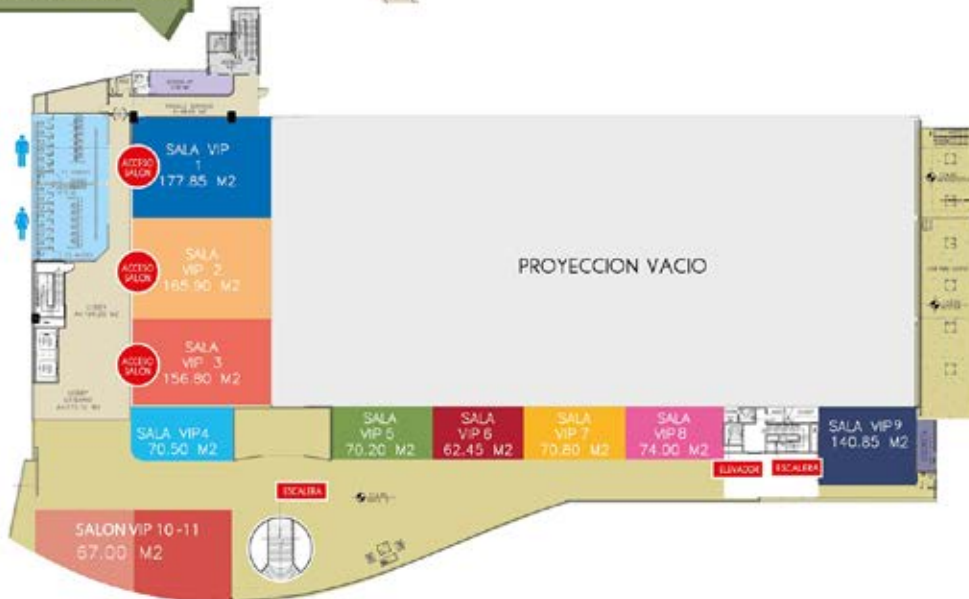 SALA VIP
1
177.85 M2
ACCESO
SALON
SALA
VIP 2
165.90 M2
ACCESO
SALON
PROYECCION VACIO
SALA
VIP 3
156.80 M2
ACCESO
SALON
SALA VIP4
70.50 M2
SALA
VIP 5
70.20 M2
SALA
VIP 6
62.45 M2
SALA
VIP 7
70.80 M2
SALA
VIP 8
74.00 M2
SALA VIP9
140.85 M2
ELEVADOR
ESCALERA
ESCALERA
SALON VIP 10-11
67.00 M2